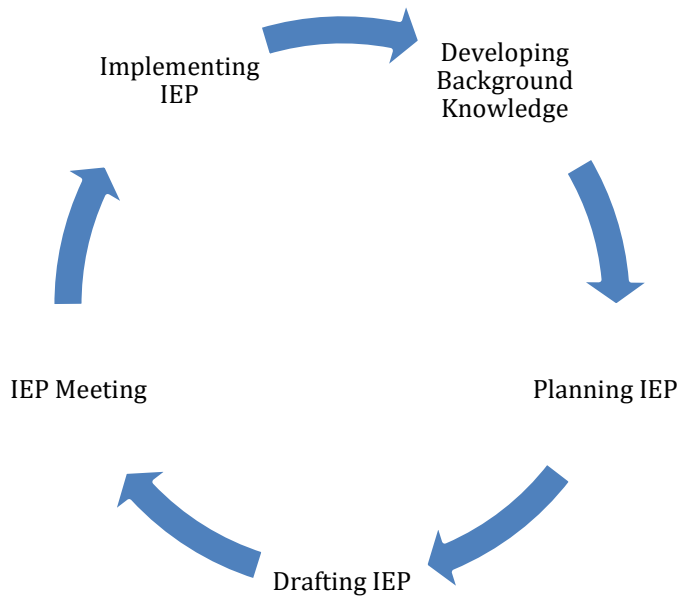 Developing
Background
Knowledge
Planning IEP
Drafting IEP
IEP Meeting
Implementing
IEP